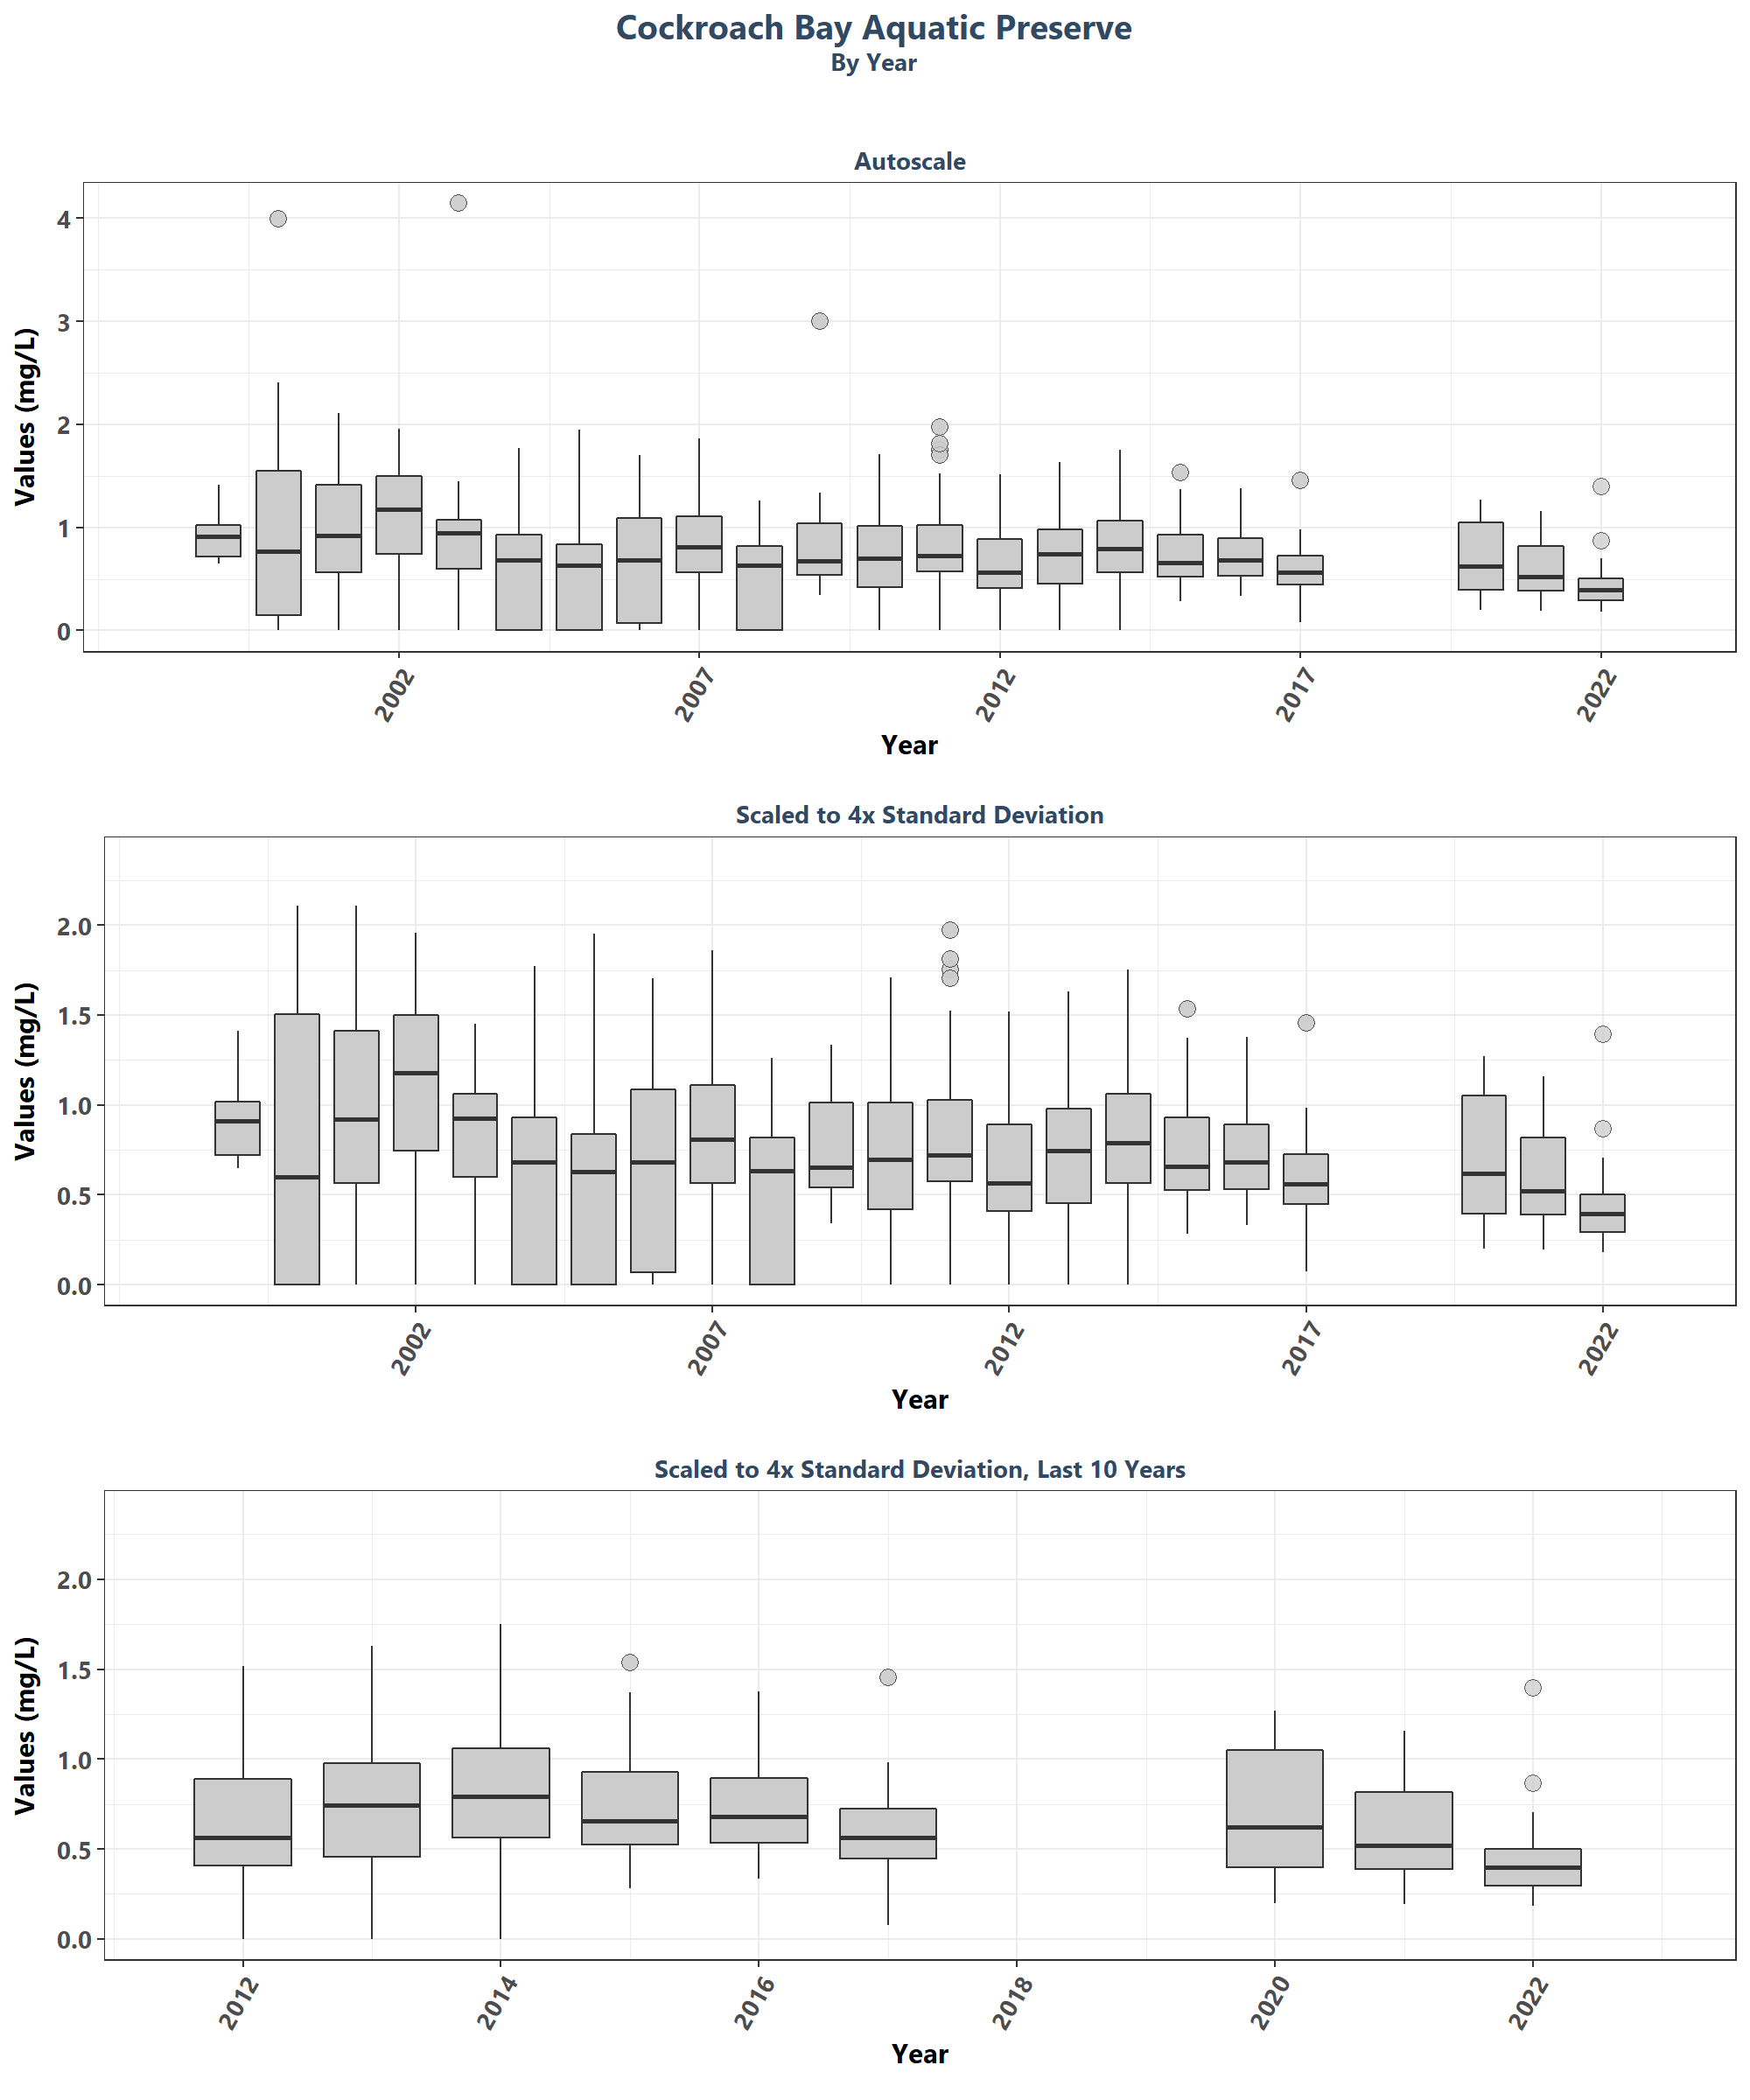 Cockroach Bay Aquatic Preserve
By Year
Autoscale
Values (mg/L)
4
3
2
1
0
2002 2007 2012 2017 2022
Year
Scaled to 4x Standard Deviation
Values (mg/L)
2.0
1.5
1.0
0.5
0.0
2002 2007 2012 2017 2022
Year
Scaled to 4x Standard Deviation, Last 10 Years
Values (mg/L)
2.0
1.5
1.0
0.5
0.0
2012 2014 2016 2018 2020 2022
Year